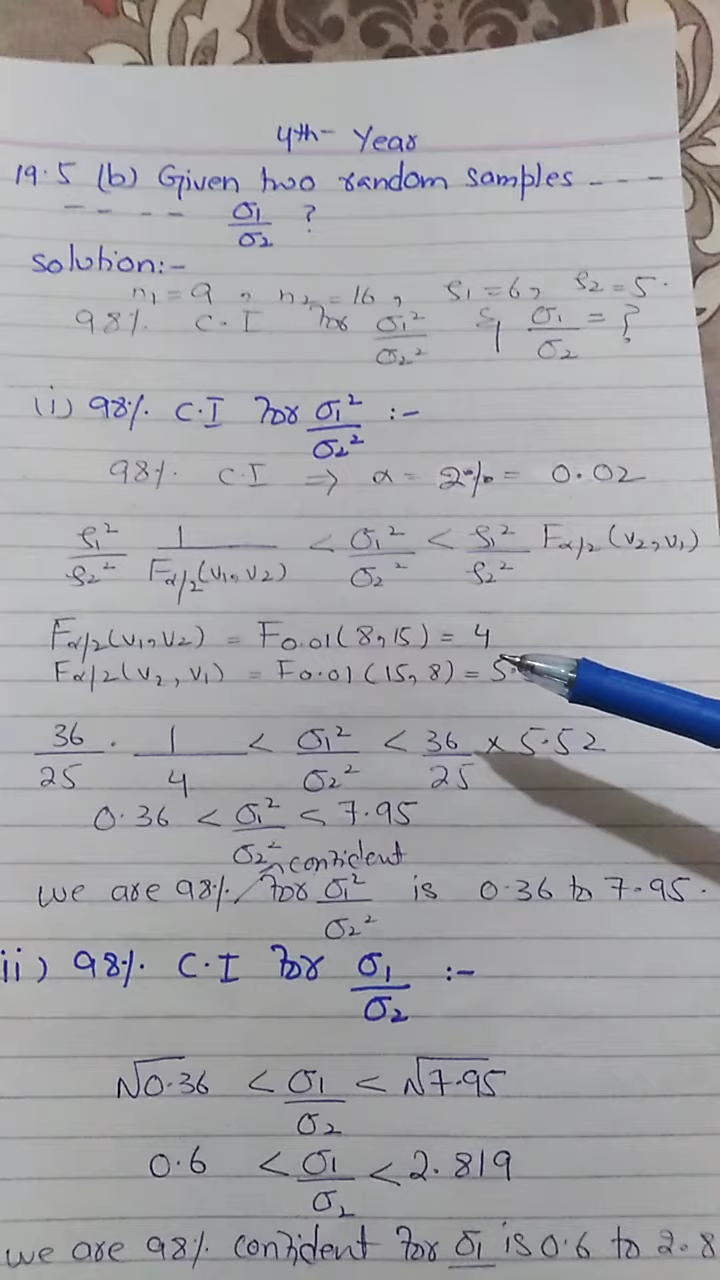 4th- Year
19.5 (b) Given two random samples - - -
- - - - - σ1/σ2 ?
Solution:-
n1 = 9, n2 = 16, S1 = 6, S2 = 5.
98% C.I for σ1²/σ2² & σ1/σ2 = ?
(i) 98% C.I for σ1²/σ2² :-
98% C.I ⇒ α = 2% = 0.02
S1²/S2² 1/Fα/2(v1,v2) < σ1²/σ2² < S1²/S2² Fα/2(v2,v1)
Fα/2(v1,v2) = F0.01(8,15) = 4
Fα/2(v2,v1) = F0.01(15,8) = 5.
36/25 . 1/4 < σ1²/σ2² < 36/25 × 5.52
0.36 < σ1²/σ2² < 7.95
we are 98% confident for σ1²/σ2² is 0.36 to 7.95.
ii) 98% C.I for σ1/σ2 :-
√0.36 < σ1/σ2 < √7.95
0.6 < σ1/σ2 < 2.819
we are 98% confident for σ1 is 0.6 to 2.8